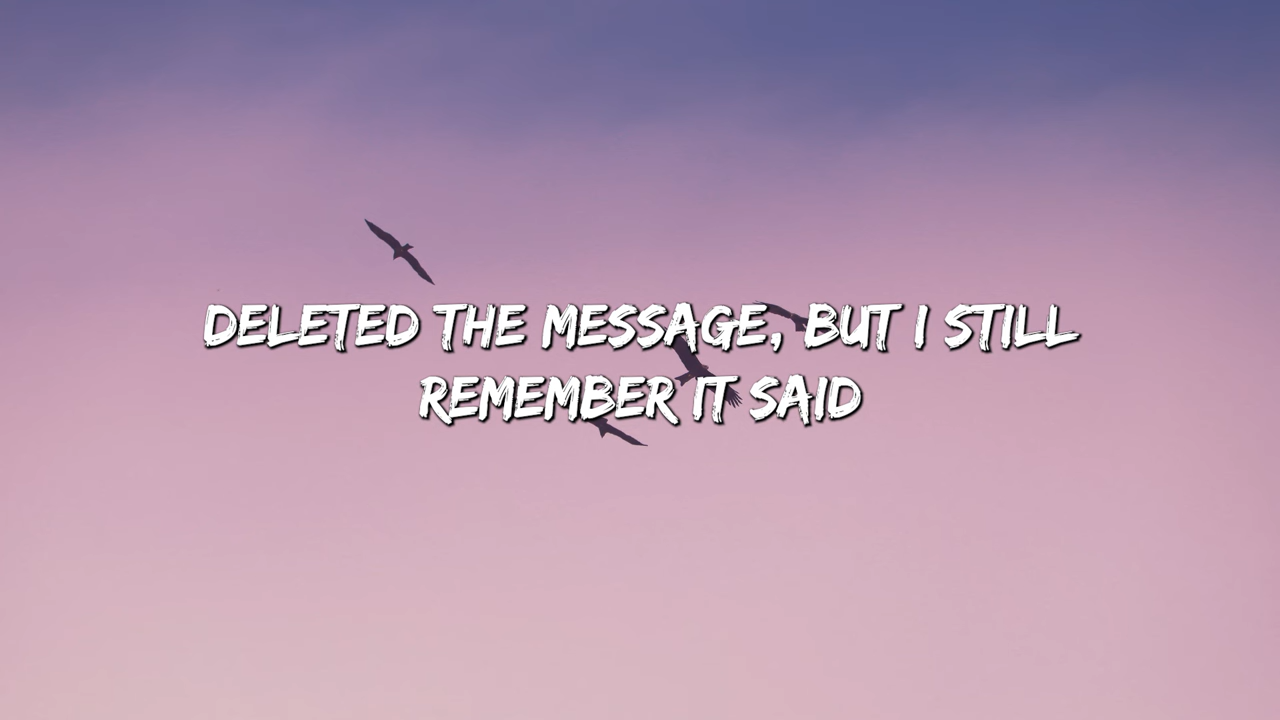 DELETED THE MESSAGE, BUT I STILL
REMEMBER IT SAID